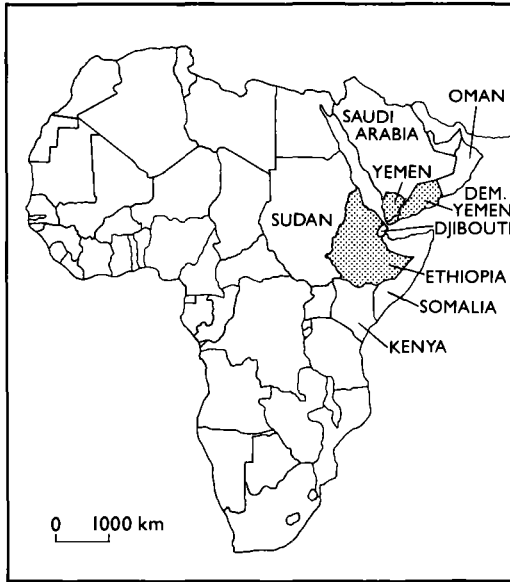 OMAN
SAUDI
ARABIA
YEMEN
DEM.
YEMEN
SUDAN
DJIBOUTI
ETHIOPIA
SOMALIA
KENYA
0 1000 km